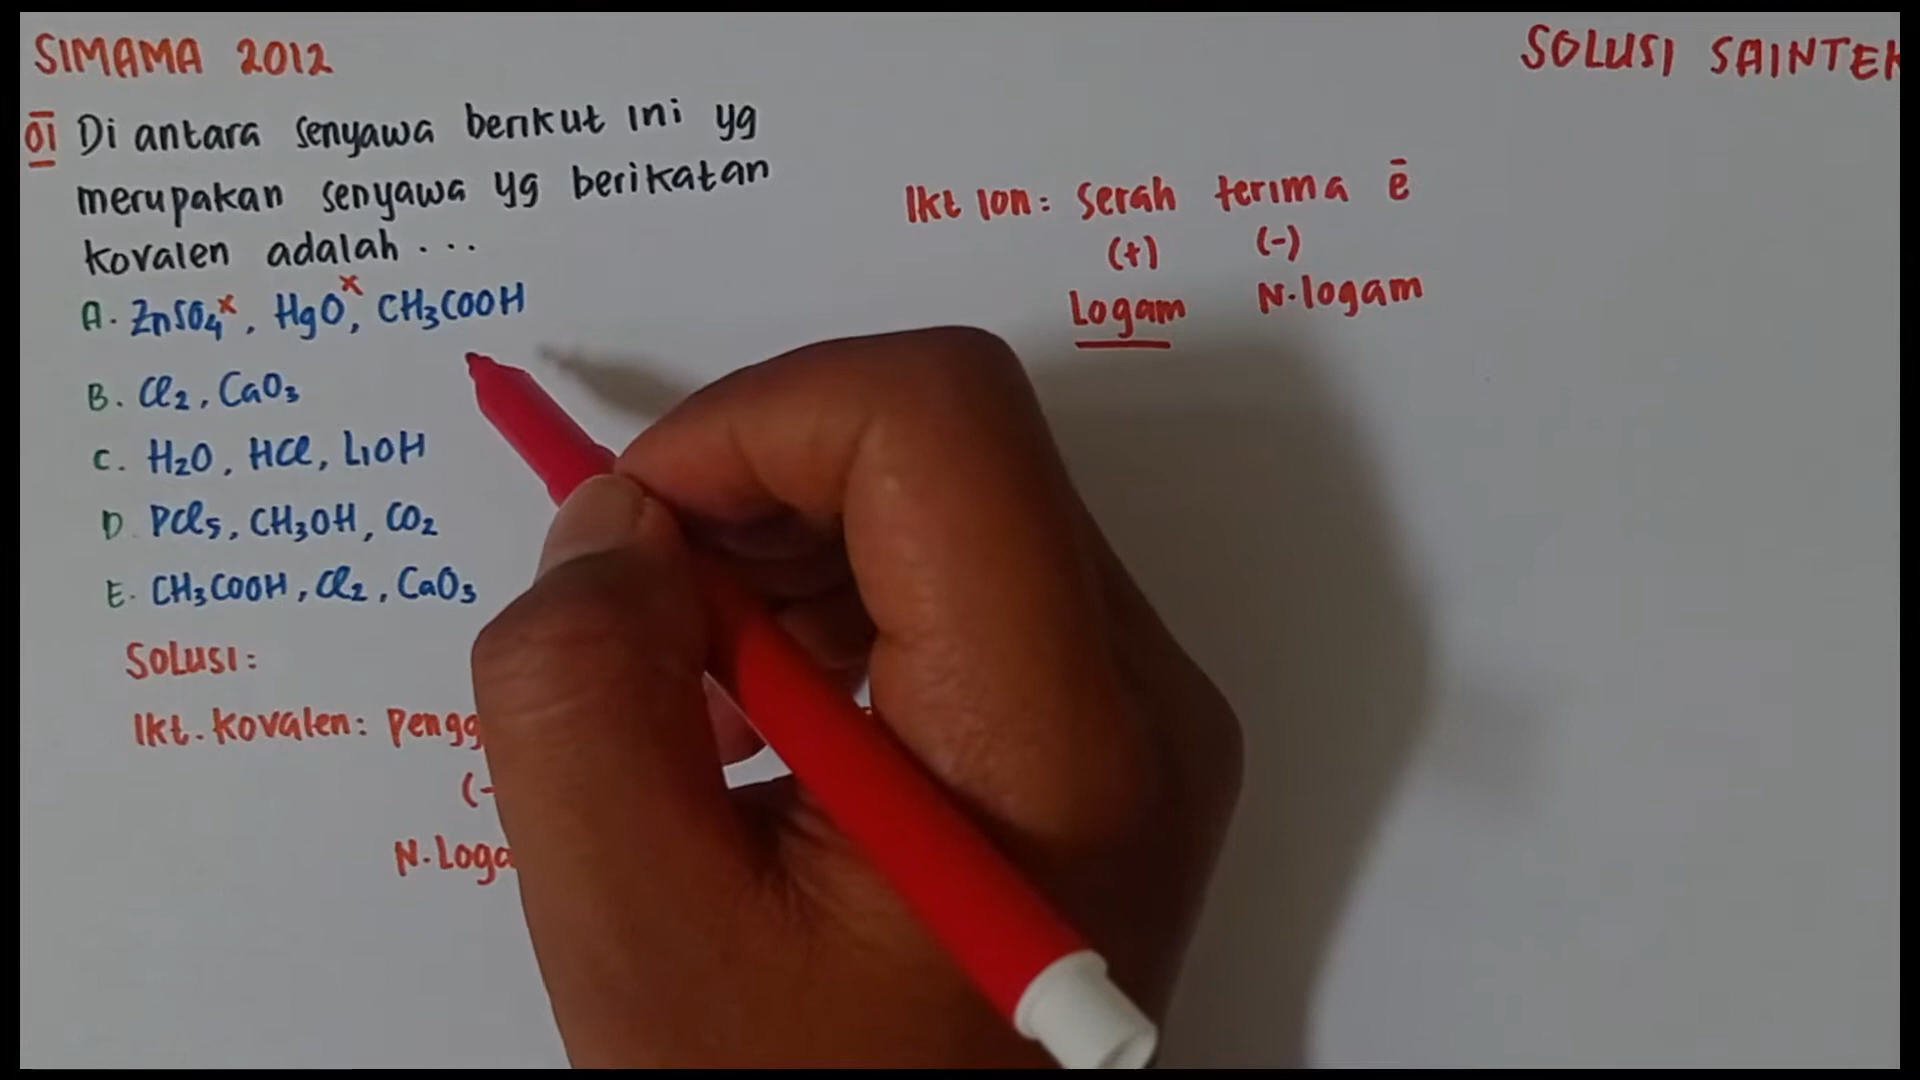 SIMAMA 2012
SOLUSI SAINTEK
01 Di antara senyawa berikut ini yg
merupakan senyawa yg berikatan
kovalen adalah ...
A. ZnSO₄ˣ, HgOˣ, CH₃COOH
B. Cl₂, CaO₃
C. H₂O, HCl, LiOH
D. PCl₅, CH₃OH, CO₂
E. CH₃COOH, Cl₂, CaO₃
Solusi:
Ikt. kovalen:
(-
N.
Ikt Ion: serah terima ē
(+) (-)
Logam N.logam